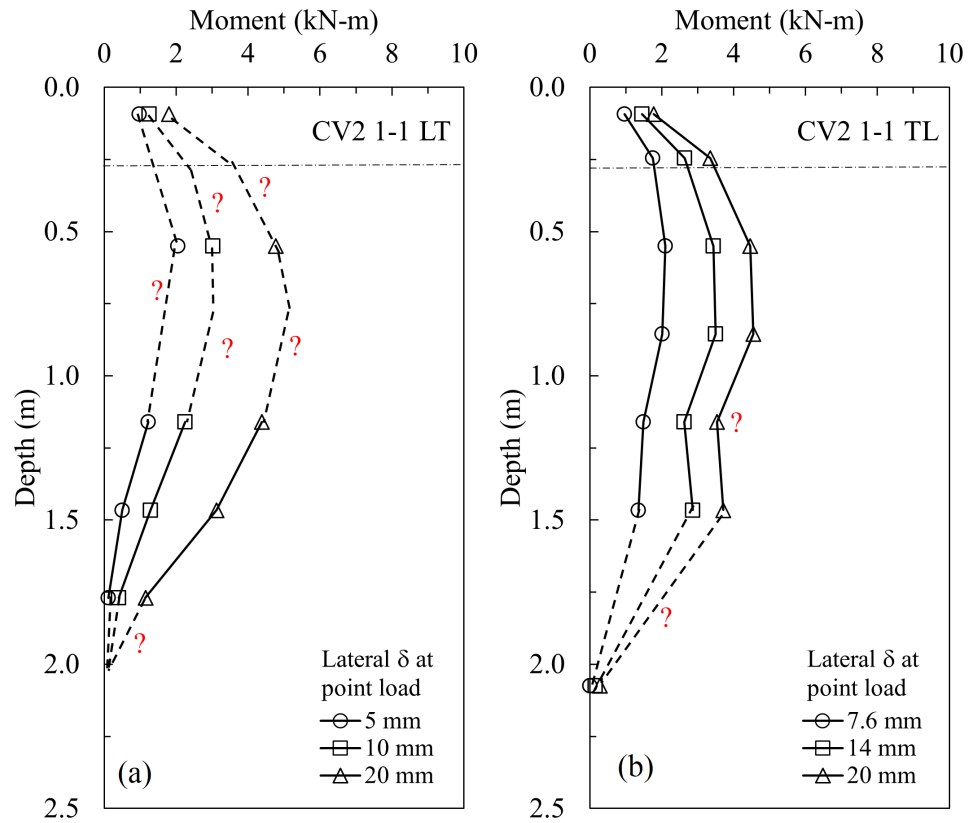 Moment (kN-m)
0 2 4 6 8 10
0.0
0.5
1.0
1.5
2.0
2.5
Depth (m)
CV2 1-1 LT
?
?
?
?
?
?
Lateral δ at
point load
5 mm
10 mm
20 mm
(a)
Moment (kN-m)
0 2 4 6 8 10
0.0
0.5
1.0
1.5
2.0
2.5
Depth (m)
CV2 1-1 TL
?
?
Lateral δ at
point load
7.6 mm
14 mm
20 mm
(b)